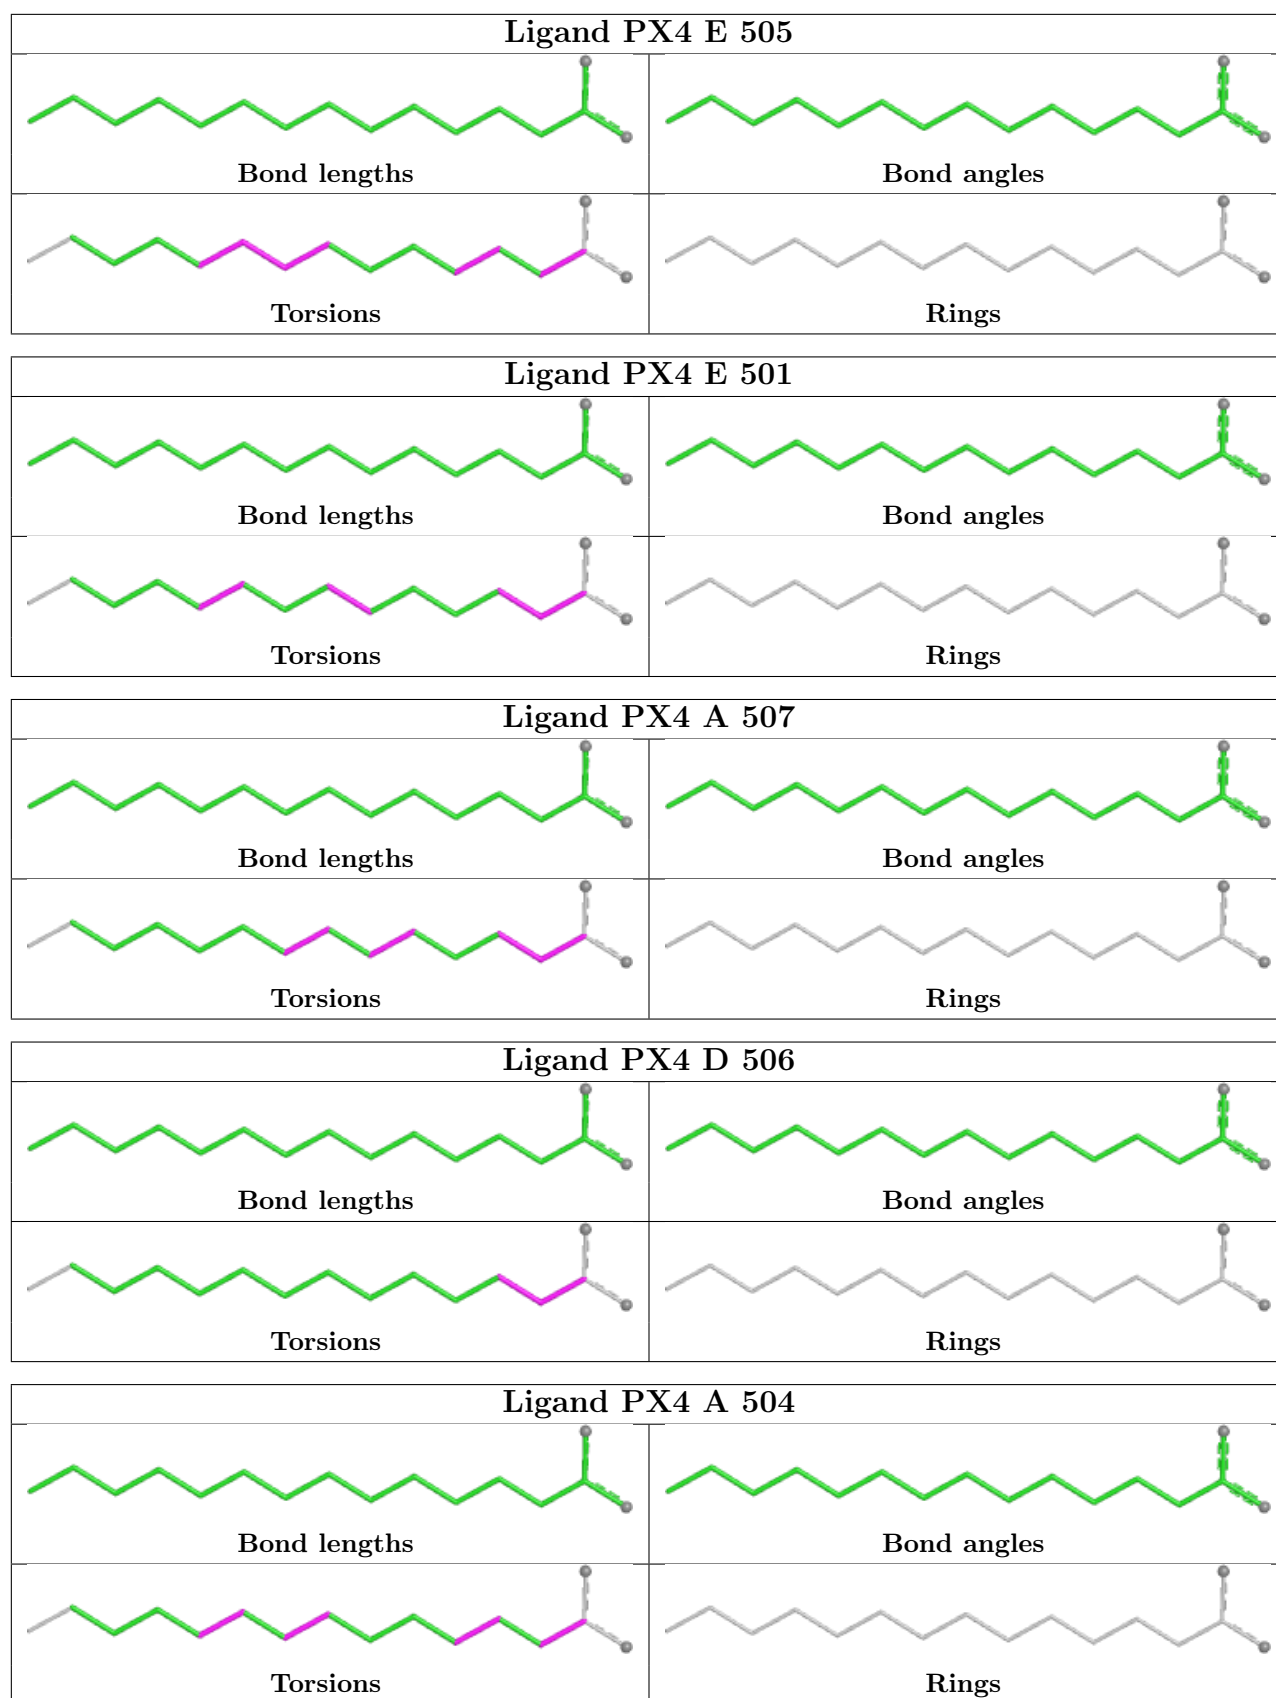 Ligand PX4 E 505
Bond lengths Bond angles
Torsions Rings
Ligand PX4 E 501
Bond lengths Bond angles
Torsions Rings
Ligand PX4 A 507
Bond lengths Bond angles
Torsions Rings
Ligand PX4 D 506
Bond lengths Bond angles
Torsions Rings
Ligand PX4 A 504
Bond lengths Bond angles
Torsions Rings